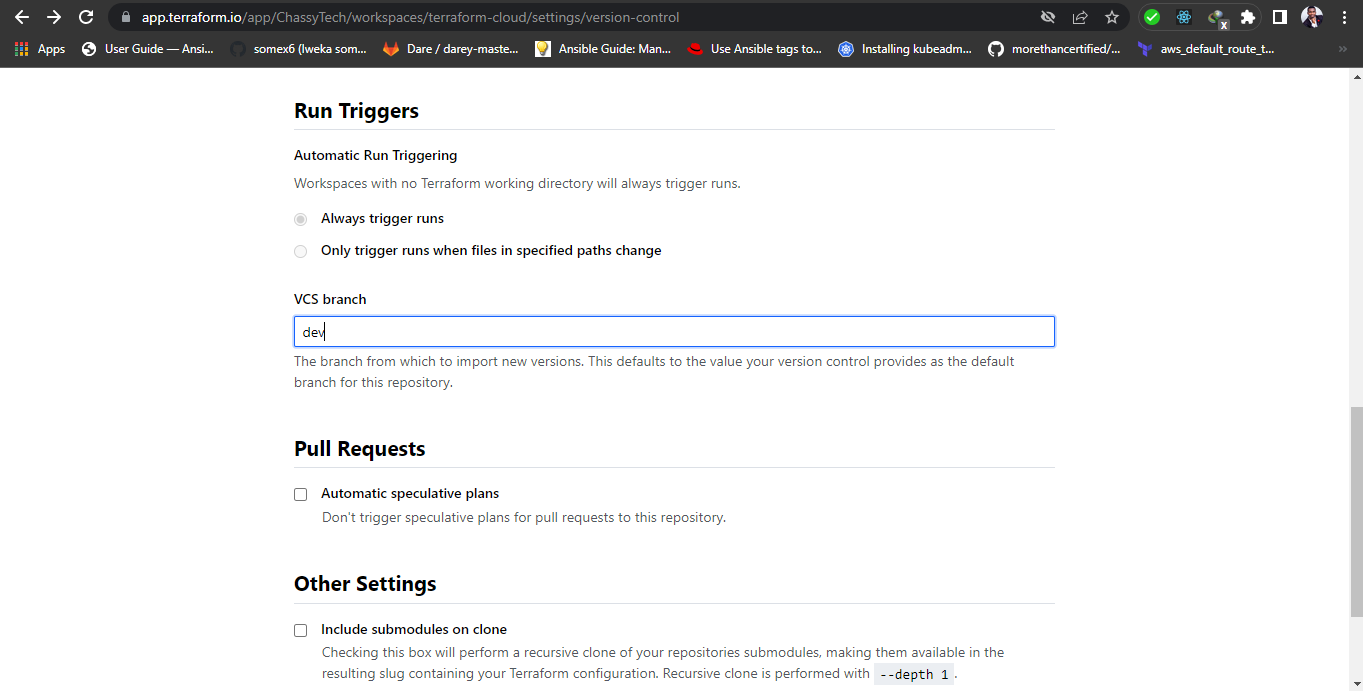 app.terraform.io/app/ChassyTech/workspaces/terraform-cloud/settings/version-control
x
Apps
User Guide — Ansi...
somex6 (Iweka som...
Dare / darey-maste...
Ansible Guide: Man...
Use Ansible tags to...
Installing kubeadm...
morethancertified/...
aws_default_route_t...
»
Run Triggers
Automatic Run Triggering
Workspaces with no Terraform working directory will always trigger runs.
Always trigger runs
Only trigger runs when files in specified paths change
VCS branch
dev
The branch from which to import new versions. This defaults to the value your version control provides as the default
branch for this repository.
Pull Requests
Automatic speculative plans
Don't trigger speculative plans for pull requests to this repository.
Other Settings
Include submodules on clone
Checking this box will perform a recursive clone of your repositories submodules, making them available in the
resulting slug containing your Terraform configuration. Recursive clone is performed with --depth 1.